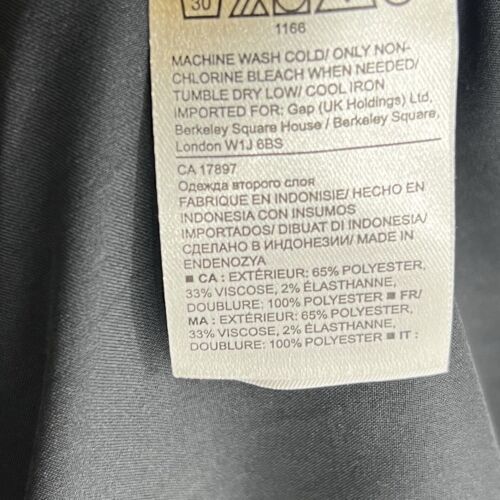 30
1166
MACHINE WASH COLD/ ONLY NON-
CHLORINE BLEACH WHEN NEEDED/
TUMBLE DRY LOW/ COOL IRON
IMPORTED FOR: Gap (UK Holdings) Ltd,
Berkeley Square House / Berkeley Square,
London W1J 6BS
CA 17897
Одежда второго слоя
FABRIQUE EN INDONISIE/ HECHO EN
INDONESIA CON INSUMOS
IMPORTADOS/ DIBUAT DI INDONESIA/
СДЕЛАНО В ИНДОНЕЗИИ/ MADE IN
ENDENOZYA
■ CA : EXTÉRIEUR: 65% POLYESTER,
33% VISCOSE, 2% ÉLASTHANNE,
DOUBLURE: 100% POLYESTER ■ FR/
MA : EXTÉRIEUR: 65% POLYESTER,
33% VISCOSE, 2% ÉLASTHANNE,
DOUBLURE: 100% POLYESTER ■ IT :